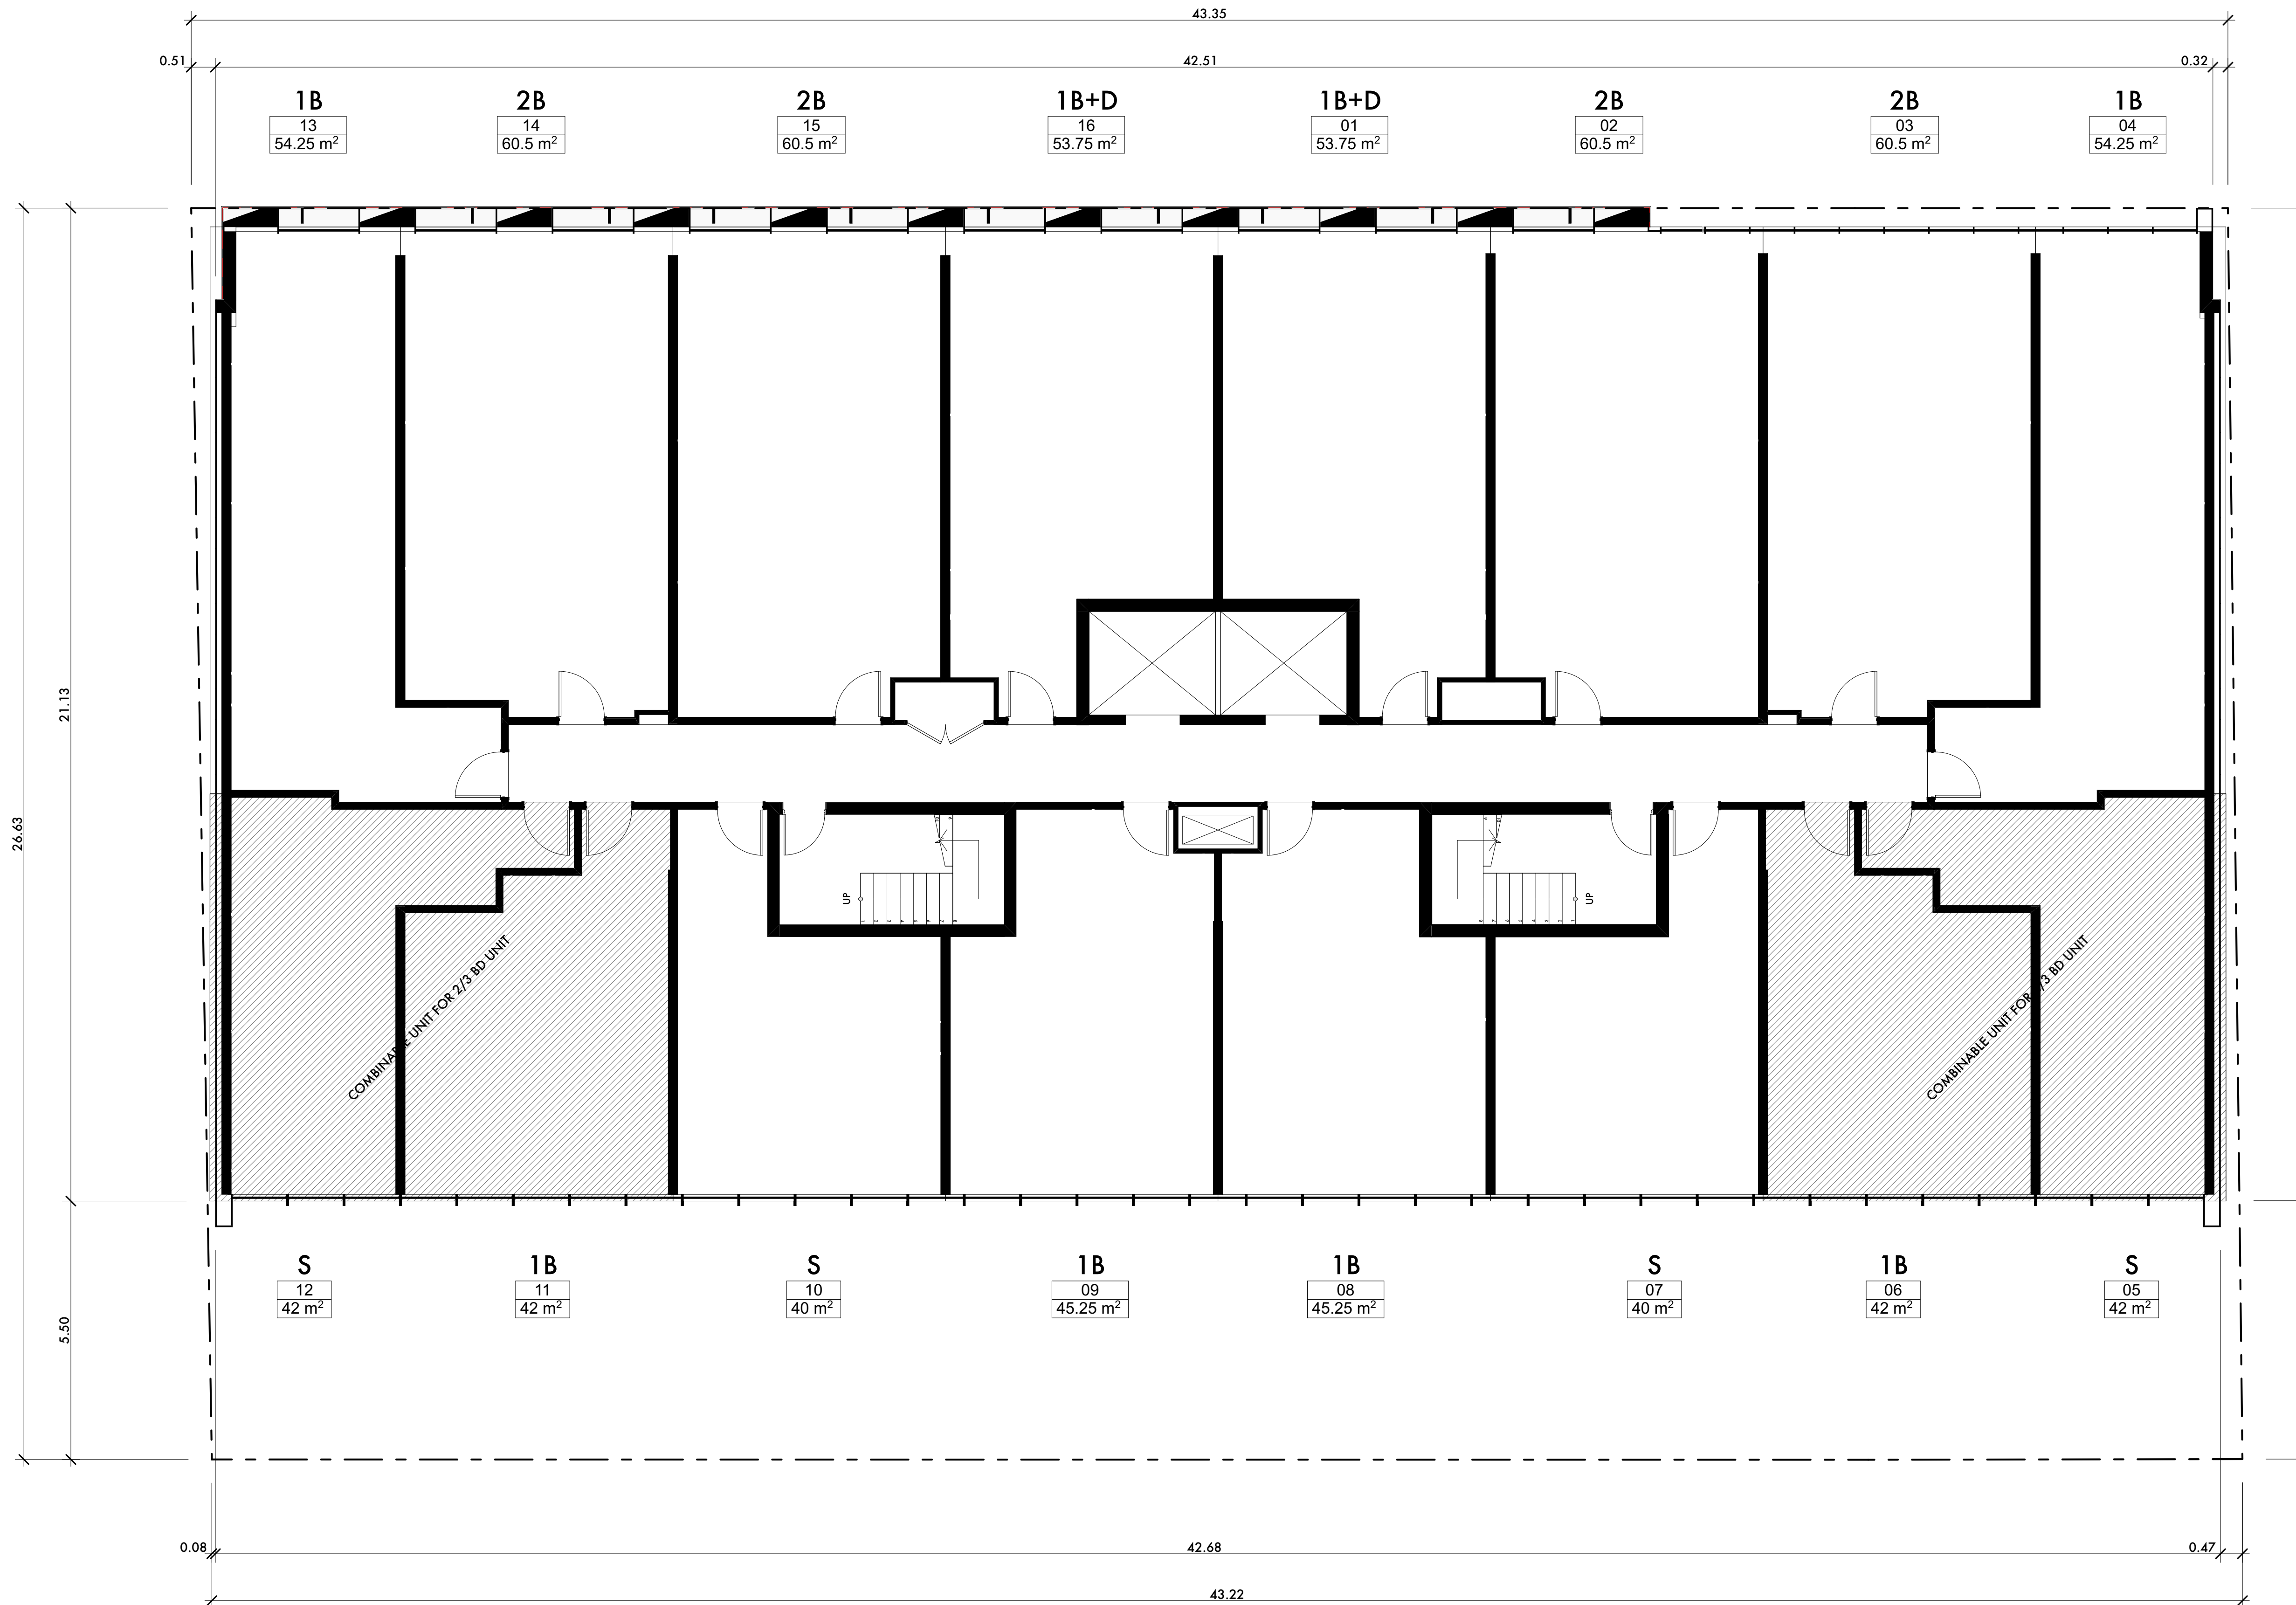 43.35
0.51
42.51
0.32
1B
2B
2B
1B+D
1B+D
2B
2B
1B
13
14
15
16
01
02
03
04
54.25 m²
60.5 m²
60.5 m²
53.75 m²
53.75 m²
60.5 m²
60.5 m²
54.25 m²
21.13
26.63
UP
UP
COMBINABLE UNIT FOR 2/3 BD UNIT
COMBINABLE UNIT FOR /3 BD UNIT
S
1B
S
1B
1B
S
1B
S
12
11
10
09
08
07
06
05
42 m²
42 m²
40 m²
45.25 m²
45.25 m²
40 m²
42 m²
42 m²
5.50
0.08
42.68
0.47
43.22